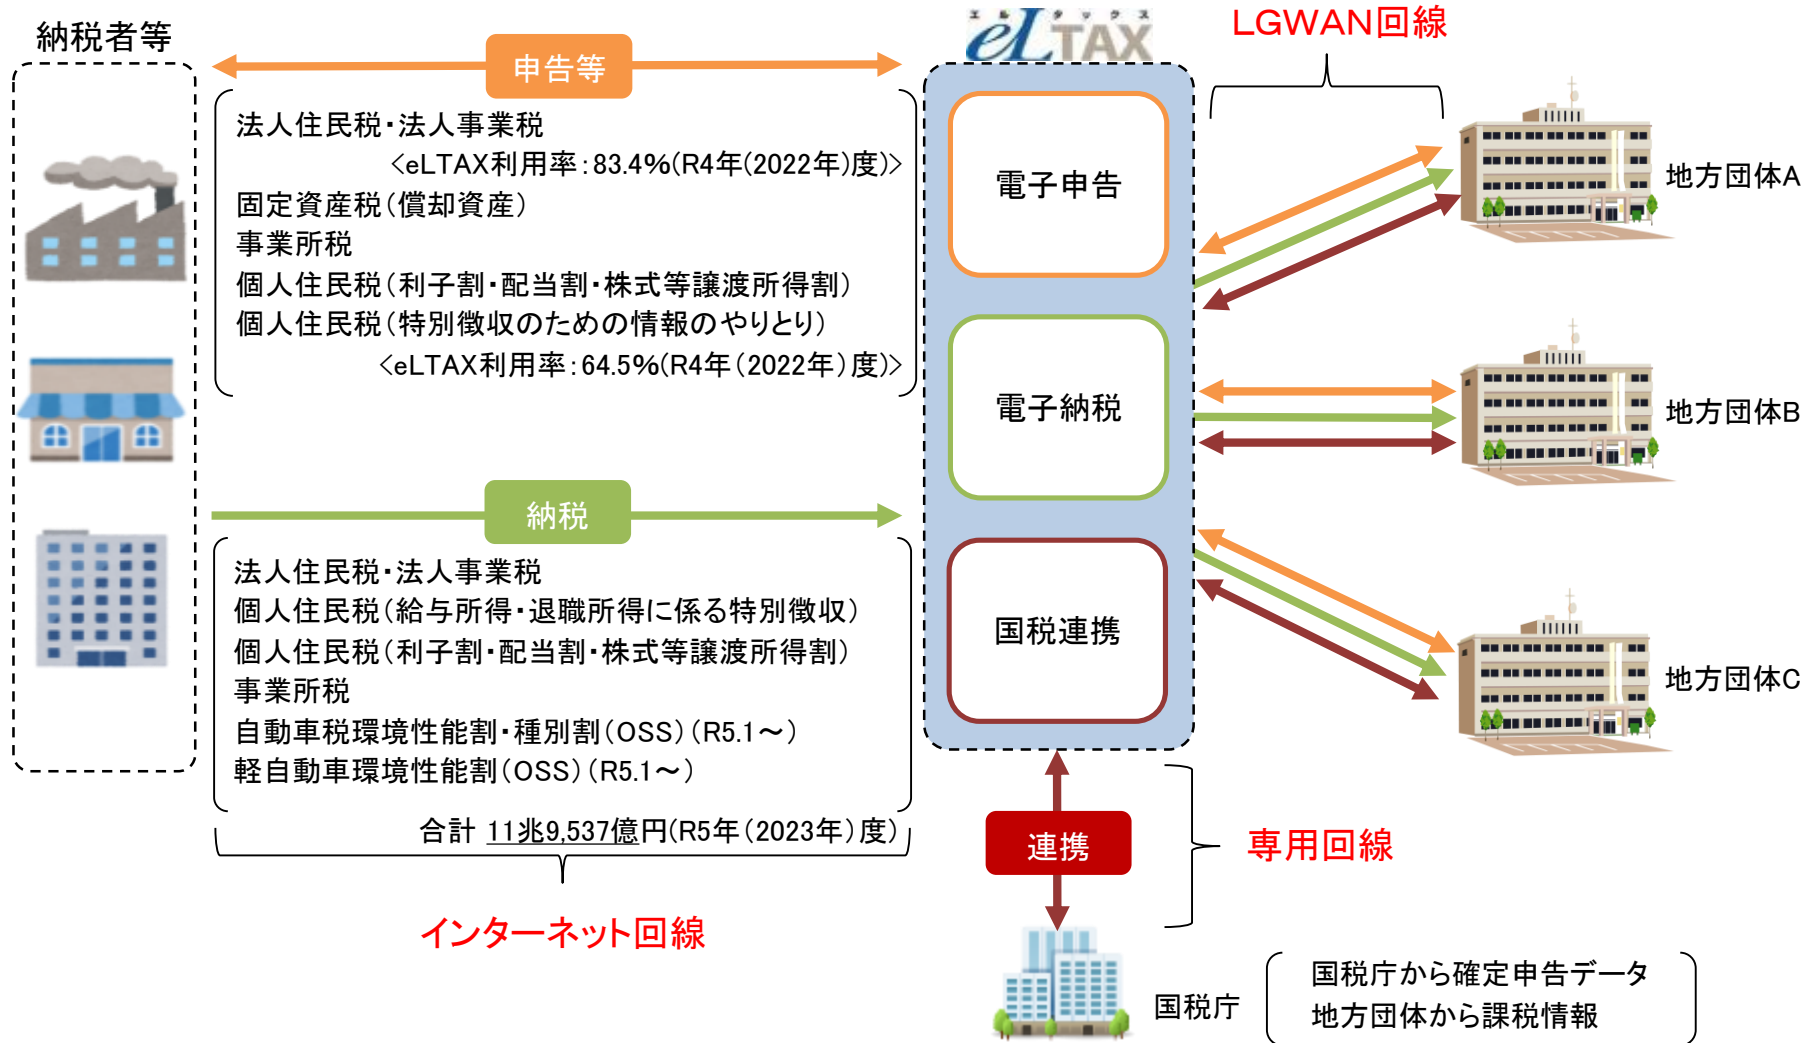 納税者等
申告等
法人住民税・法人事業税
<eLTAX利用率：83.4%(R4年(2022年)度)>
固定資産税（償却資産）
事業所税
個人住民税（利子割・配当割・株式等譲渡所得割）
個人住民税（特別徴収のための情報のやりとり）
<eLTAX利用率：64.5%(R4年（2022年）度)>
納税
法人住民税・法人事業税
個人住民税（給与所得・退職所得に係る特別徴収）
個人住民税（利子割・配当割・株式等譲渡所得割）
事業所税
自動車税環境性能割・種別割（OSS）（R5.1～）
軽自動車環境性能割（OSS）（R5.1～）
合計 11兆9,537億円(R5年（2023年）度)
インターネット回線
エルタックス
eLTAX
電子申告
電子納税
国税連携
LGWAN回線
地方団体A
地方団体B
地方団体C
連携
専用回線
国税庁
国税庁から確定申告データ
地方団体から課税情報